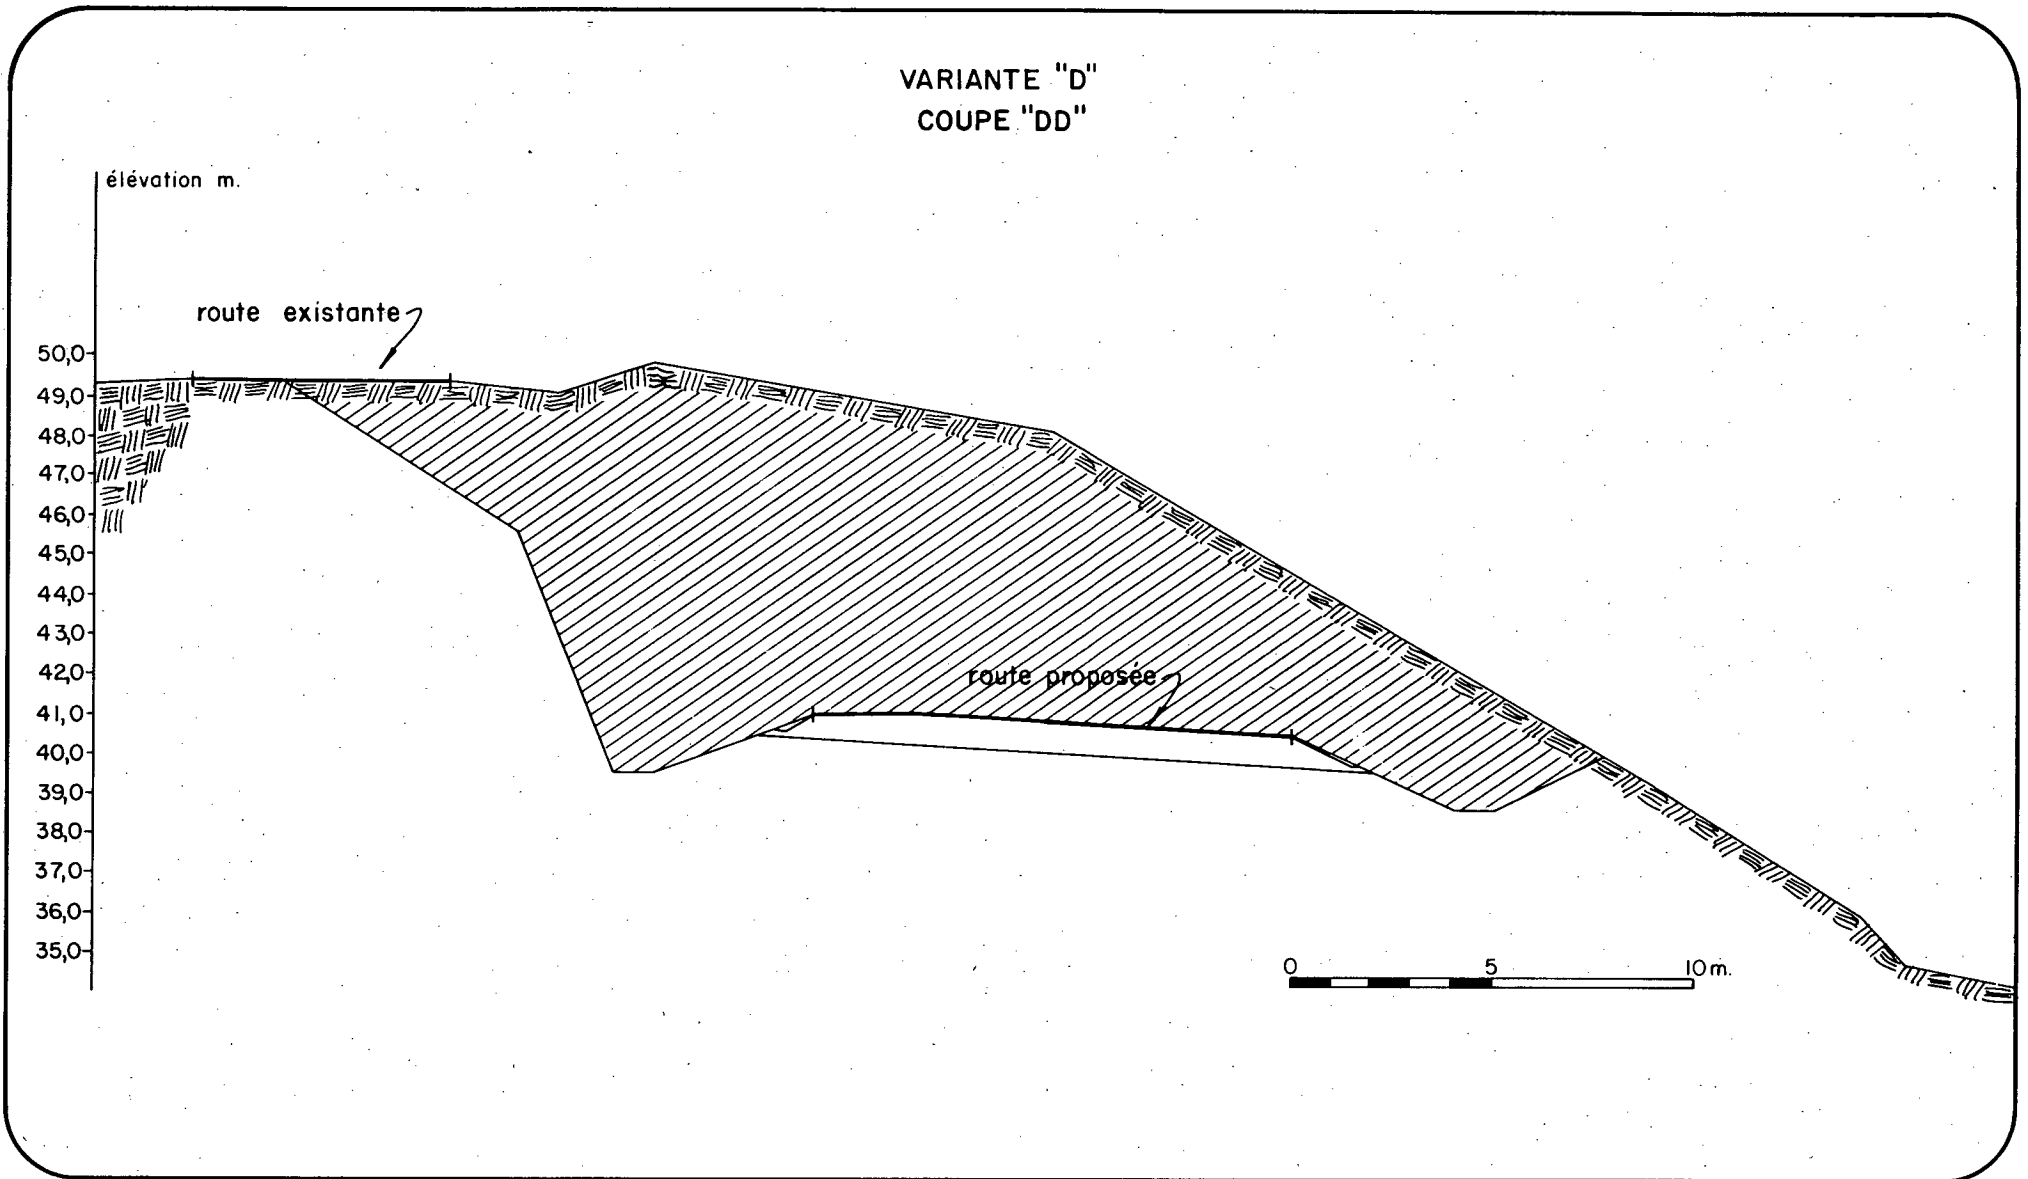 VARIANTE "D"
COUPE "DD"
élévation m.
route existante
50,0
49,0
48,0
47,0
46,0
45,0
44,0
43,0
42,0
41,0
40,0
39,0
38,0
37,0
36,0
35,0
route proposée
0 5 10 m.